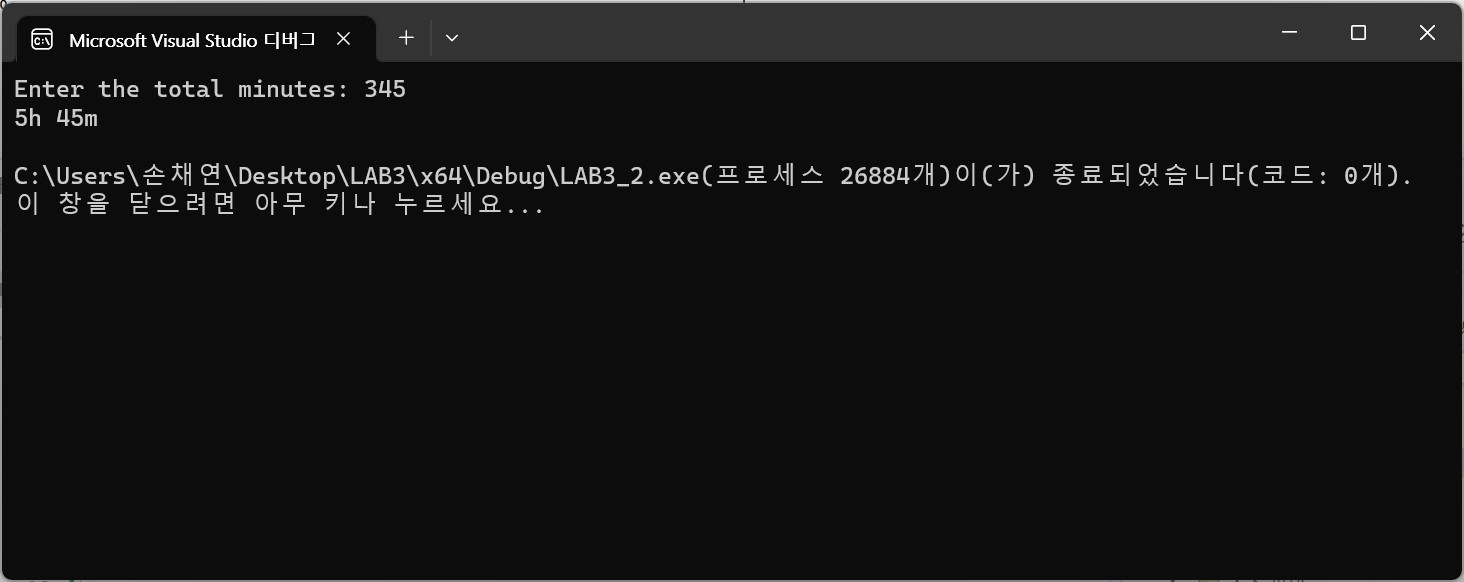 Microsoft Visual Studio 디버그
Enter the total minutes: 345
5h 45m
C:\Users\손채연\Desktop\LAB3\x64\Debug\LAB3_2.exe(프로세스 26884개)이(가) 종료되었습니다(코드: 0개).
이 창을 닫으려면 아무 키나 누르세요...